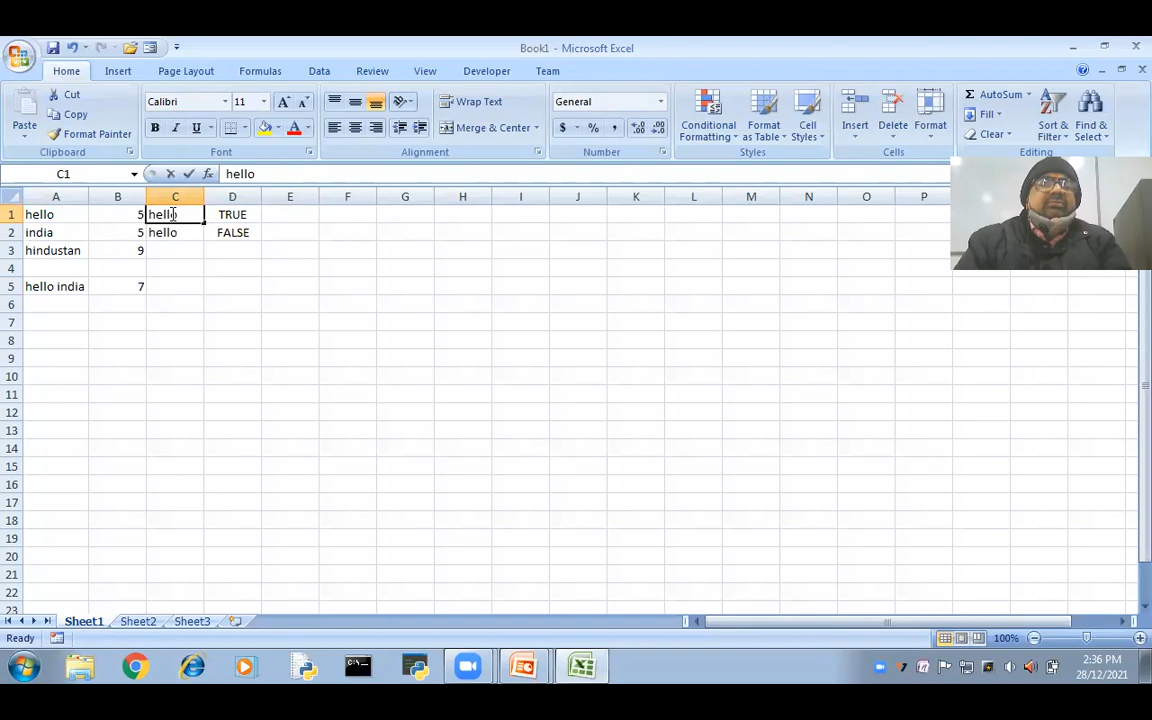 Book1 - Microsoft Excel
Home Insert Page Layout Formulas Data Review View Developer Team
Paste
Cut
Copy
Format Painter
Clipboard
Calibri 11
B I U
Font
Wrap Text
Merge & Center
Alignment
General
$ % ,
Number
Conditional Formatting
Format as Table
Cell Styles
Styles
Insert Delete Format
Cells
Σ AutoSum
Fill
Clear
Sort & Filter
Find & Select
Editing
C1 fx hello
A B C D E F G H I J K L M N O P
1 hello 5 hello TRUE
2 india 5 hello FALSE
3 hindustan 9
4
5 hello india 7
6
7
8
9
10
11
12
13
14
15
16
17
18
19
20
21
22
23
Sheet1 Sheet2 Sheet3
Ready 100%
2:36 PM
28/12/2021